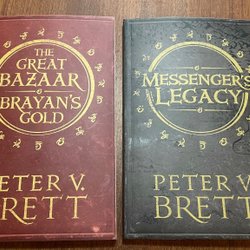 THE
GREAT
BAZAAR
&
BRAYAN'S
GOLD
PETER V.
BRETT
MESSENGER'S
LEGACY
PETER V.
BRETT